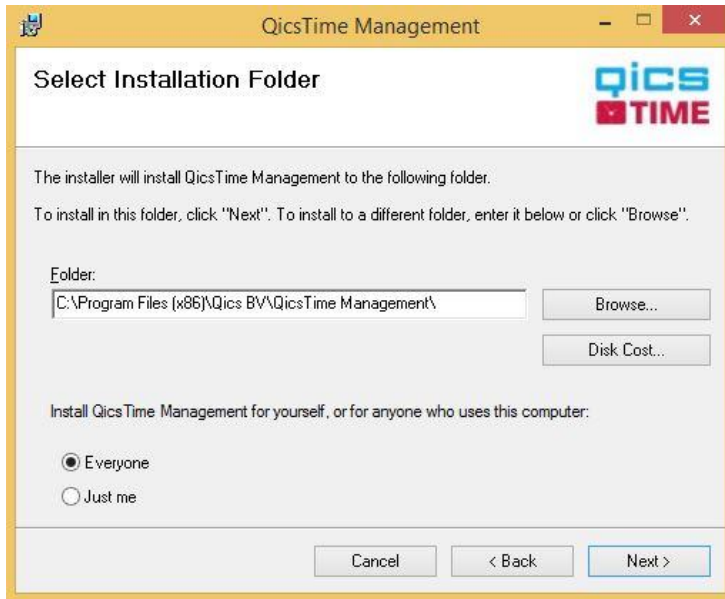 QicsTime Management
Select Installation Folder
Qics
TIME
The installer will install QicsTime Management to the following folder.
To install in this folder, click "Next". To install to a different folder, enter it below or click "Browse".
Folder:
C:\Program Files (x86)\Qics BV\QicsTime Management\
Browse...
Disk Cost...
Install QicsTime Management for yourself, or for anyone who uses this computer:
Everyone
Just me
Cancel
< Back
Next >